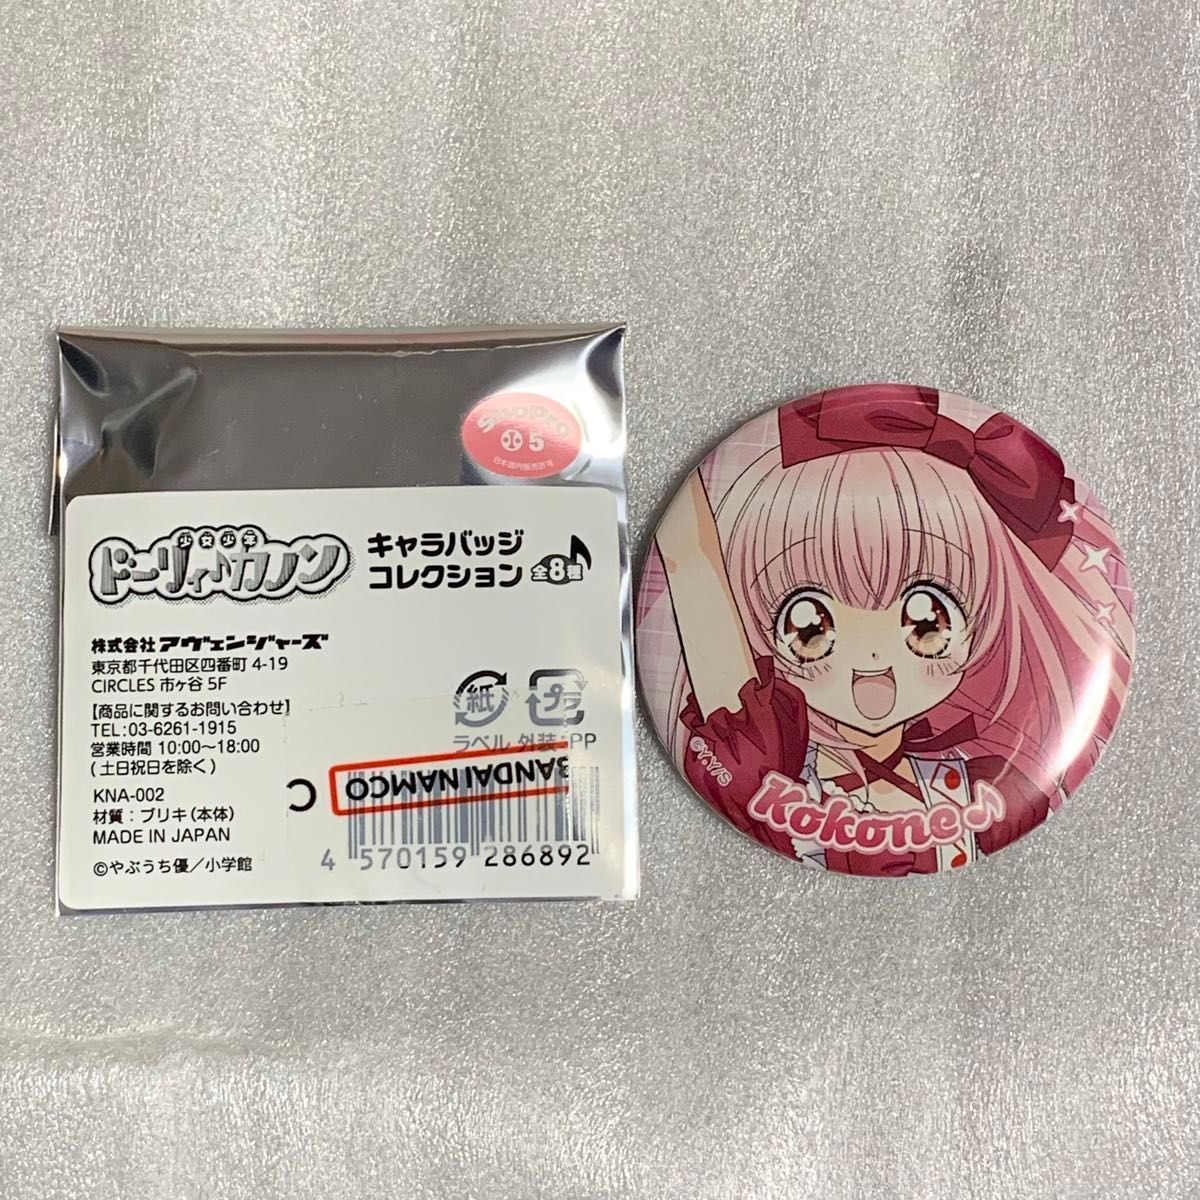 Shopro
小 5
日本国内販売許可
少女少年
ドーリィ♪カノン
キャラバッジ
コレクション 全8種
株式会社 アヴェンジャーズ
東京都千代田区四番町 4-19
CIRCLES 市ヶ谷 5F
【商品に関するお問い合わせ】
TEL:03-6261-1915
営業時間 10:00〜18:00
(土日祝日を除く)
KNA-002
材質：ブリキ(本体)
MADE IN JAPAN
©やぶうち優／小学館
紙 プラ
ラベル 外装:PP
BANDAI NAMCO
C
4 570159 286892
©Y.Y/S
Kokone♪